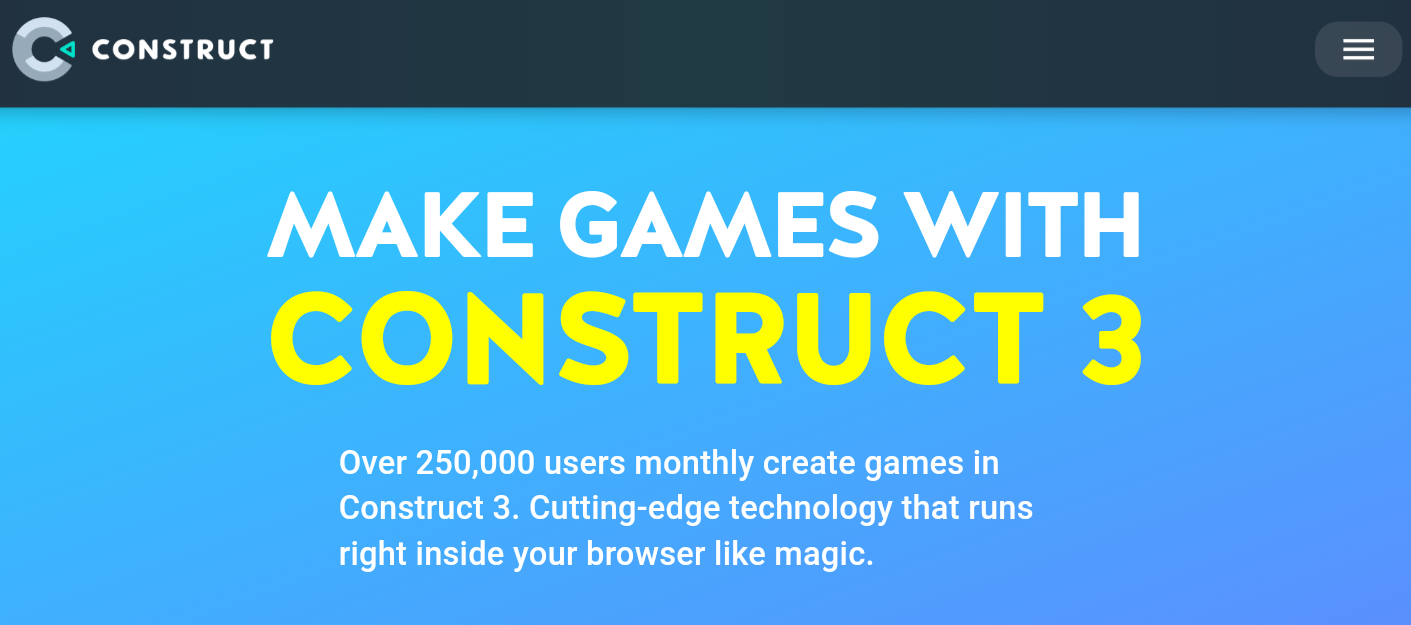 CONSTRUCT
MAKE GAMES WITH
CONSTRUCT 3
Over 250,000 users monthly create games in
Construct 3. Cutting-edge technology that runs
right inside your browser like magic.